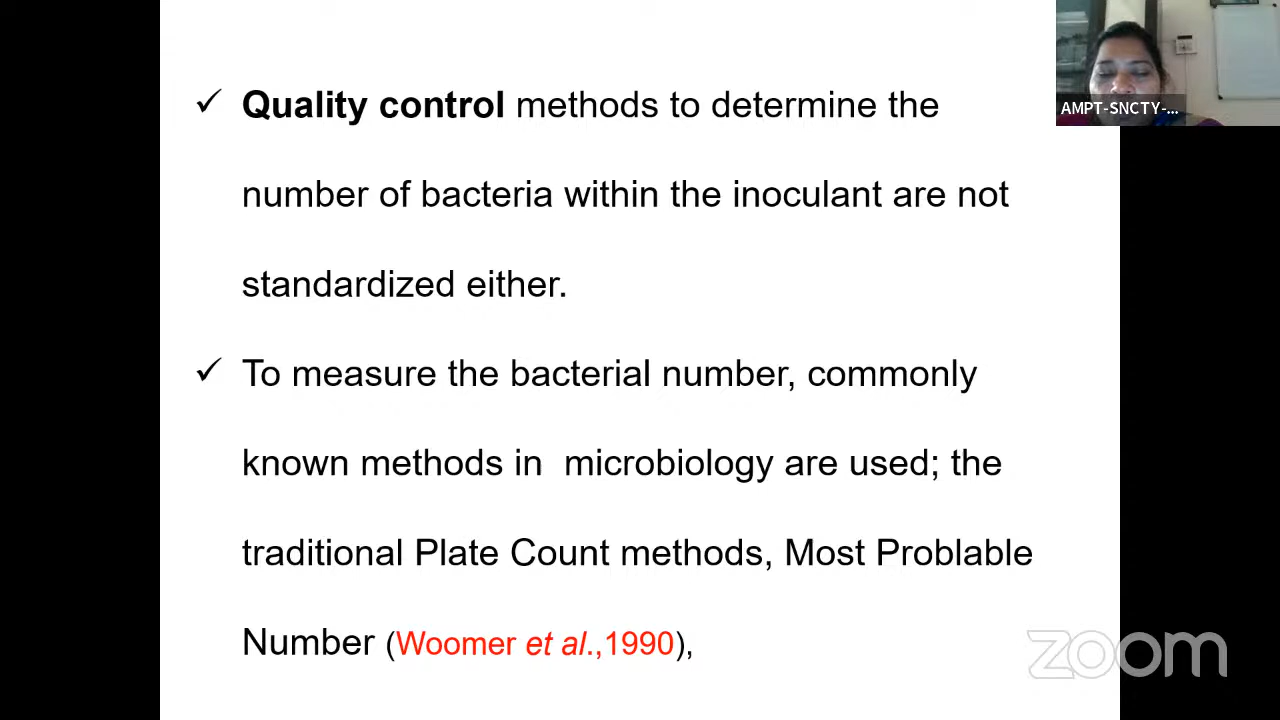 ✓ Quality control methods to determine the
number of bacteria within the inoculant are not
standardized either.
✓ To measure the bacterial number, commonly
known methods in microbiology are used; the
traditional Plate Count methods, Most Problable
Number (Woomer et al.,1990),
AMPT-SNCTY-...
zoom